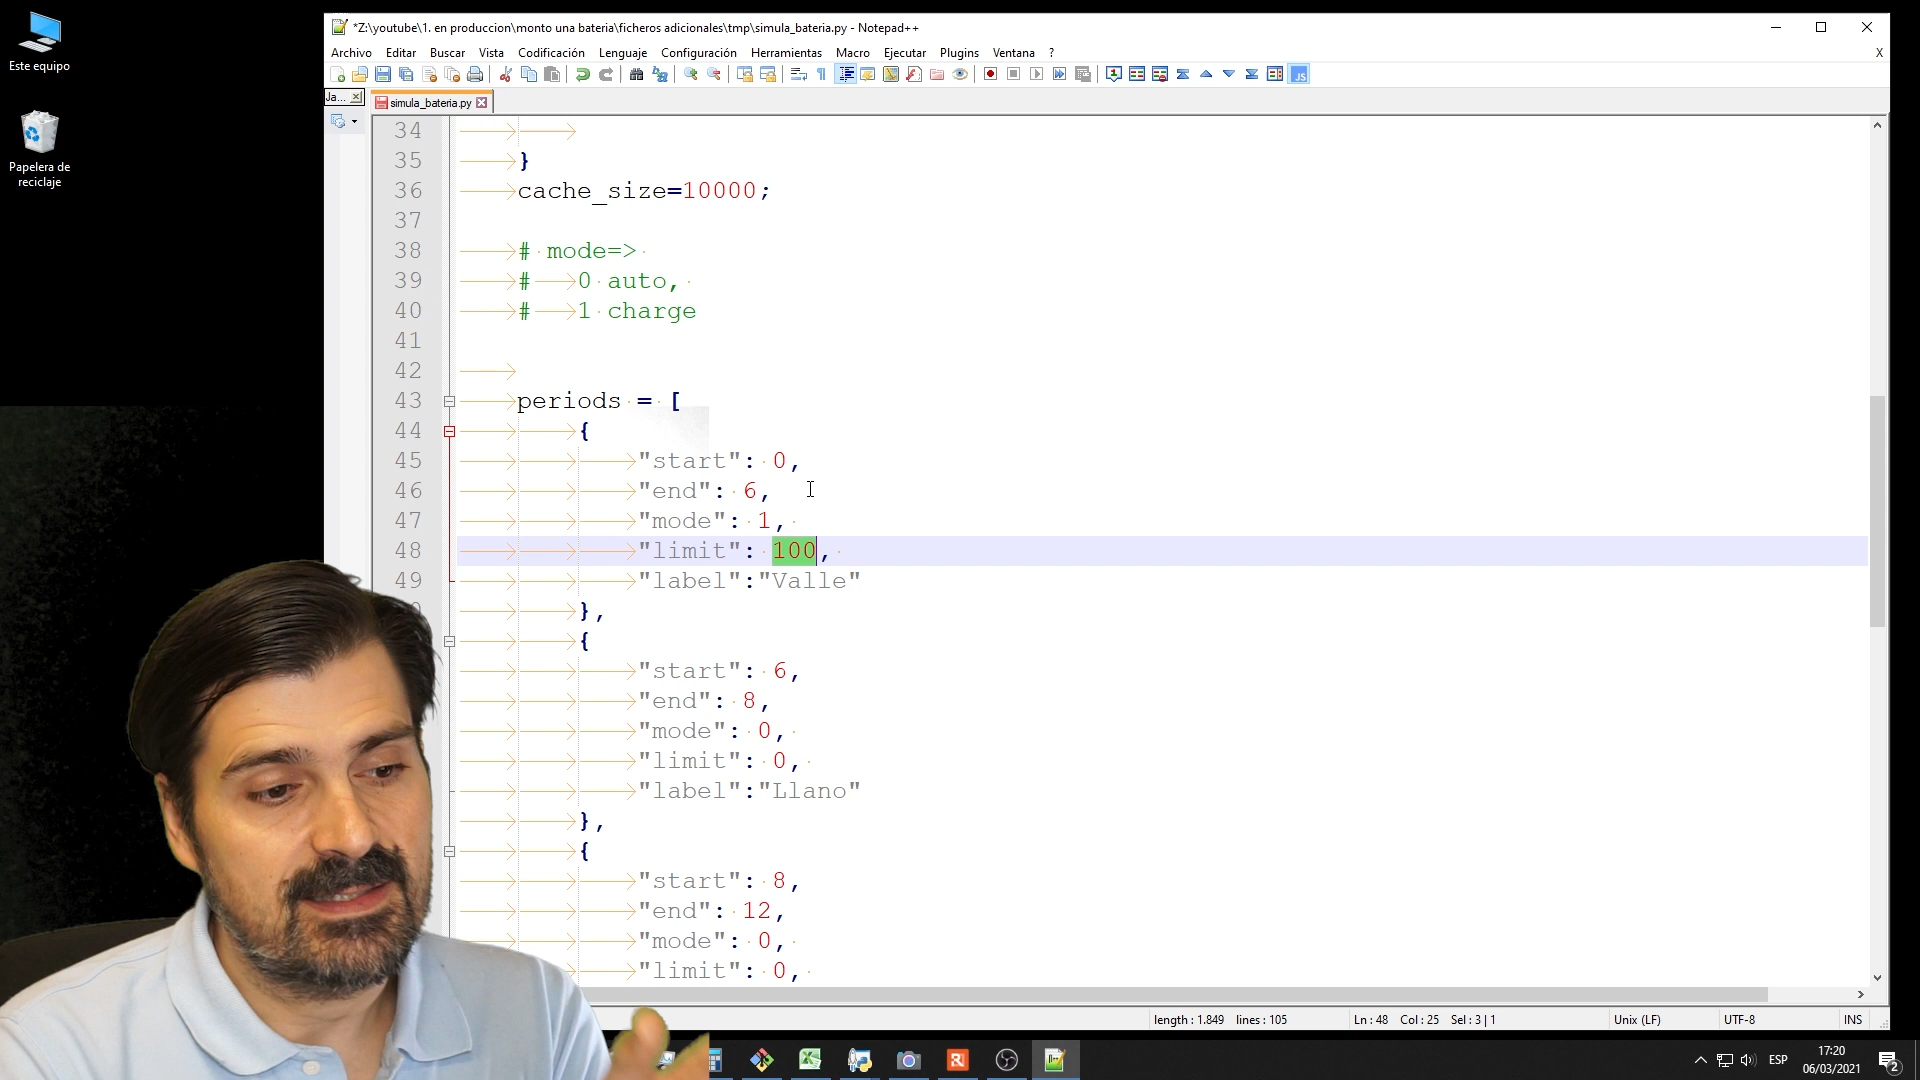 Este equipo
Papelera de
reciclaje
*Z:\youtube\1. en produccion\monto una bateria\ficheros adicionales\tmp\simula_bateria.py - Notepad++
Archivo Editar Buscar Vista Codificación Lenguaje Configuración Herramientas Macro Ejecutar Plugins Ventana ? X
Ja...
simula_bateria.py
34
35 }
36 cache_size=10000;
37
38 # mode=>
39 # 0 auto,
40 # 1 charge
41
42
43 periods = [
44 {
45 "start": 0,
46 "end": 6,
47 "mode": 1,
48 "limit": 100,
49 "label":"Valle"
},
{
"start": 6,
"end": 8,
"mode": 0,
"limit": 0,
"label":"Llano"
},
{
"start": 8,
"end": 12,
"mode": 0,
"limit": 0,
length : 1.849 lines : 105 Ln : 48 Col : 25 Sel : 3 | 1 Unix (LF) UTF-8 INS
ESP
17:20
06/03/2021
2